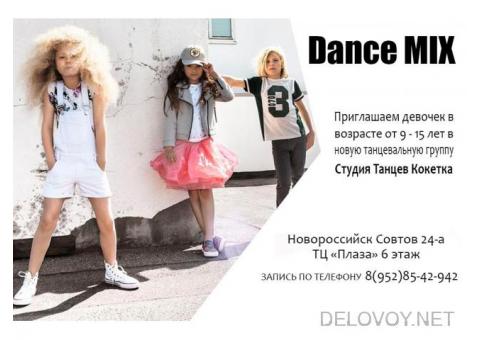 Dance MIX
Приглашаем девочек в
возрасте от 9 - 15 лет в
новую танцевальную группу
Студия Танцев Кокетка
Новороссийск Совтов 24-а
ТЦ «Плаза» 6 этаж
ЗАПИСЬ ПО ТЕЛЕФОНУ 8(952)85-42-942
3
DELOVOY.NET